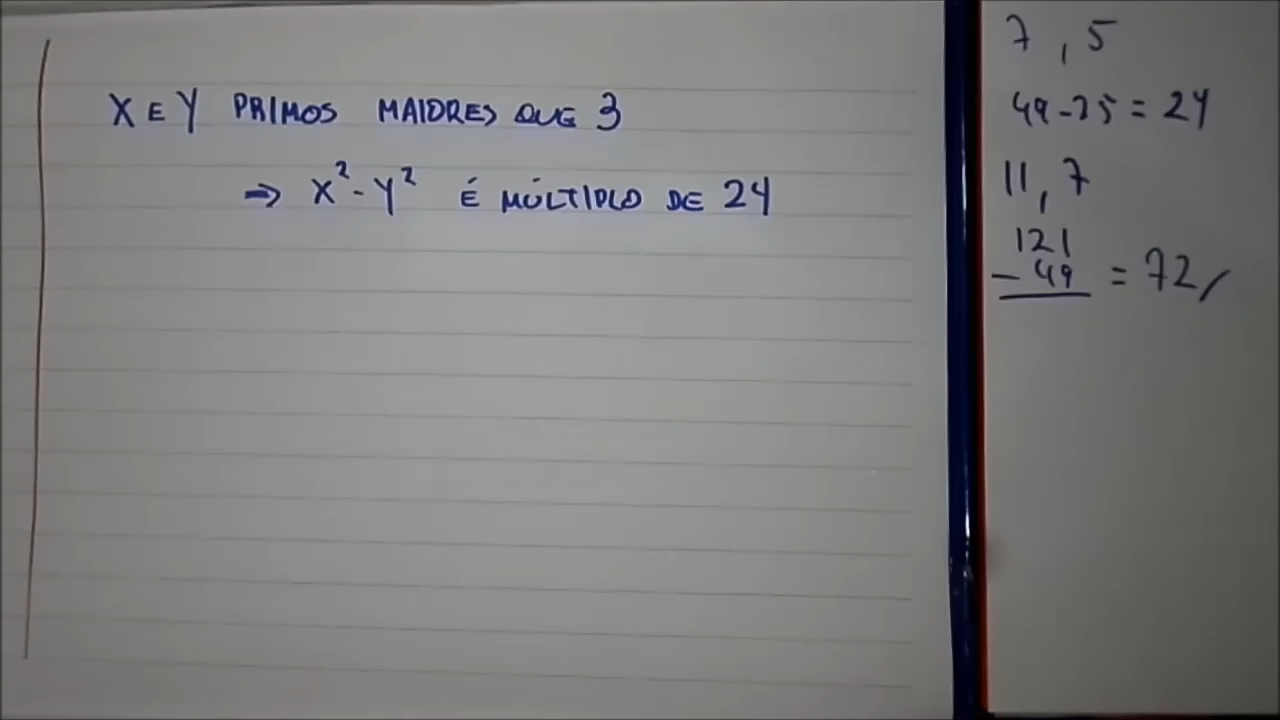 X E Y PRIMOS MAIORES QUE 3
⇒ X² - Y² É MÚLTIPLO DE 24
7 , 5
49 - 25 = 24
11 , 7
121
- 49 = 72